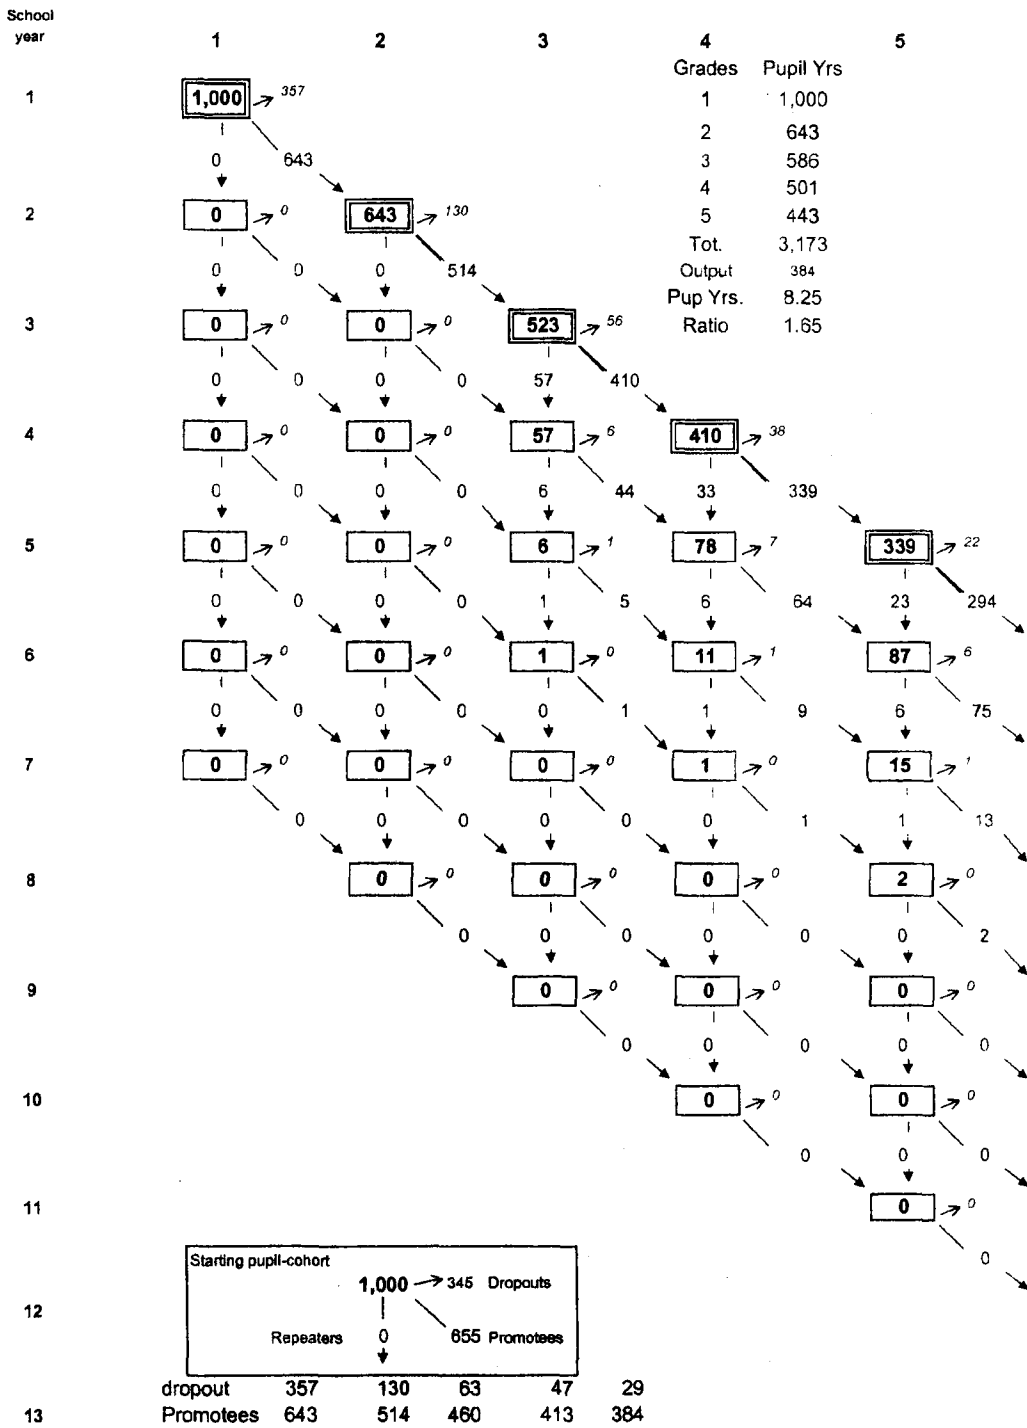 School
year
1 2 3 4 5
Grades Pupil Yrs
1 1,000 357 1 1,000
2 643
0 643 3 586
4 501
2 0 0 643 130 5 443
Tot. 3,173
0 0 0 514 Output 384
Pup Yrs. 8.25
3 0 0 0 0 523 56 Ratio 1.65
0 0 0 0 57 410
4 0 0 0 0 57 6 410 38
0 0 0 0 6 44 33 339
5 0 0 0 0 6 1 78 7 339 22
0 0 0 0 1 5 6 64 23 294
6 0 0 0 0 1 0 11 1 87 6
0 0 0 0 0 1 1 9 6 75
7 0 0 0 0 0 0 1 0 15 1
0 0 0 0 0 0 1 1 13
8 0 0 0 0 0 0 2 0
0 0 0 0 0 0 2
9 0 0 0 0 0 0
0 0 0 0 0
10 0 0 0 0
0 0 0
11 0 0
0
Starting pupil-cohort
1,000 345 Dropouts
12
Repeaters 0 655 Promotees
dropout 357 130 63 47 29
13 Promotees 643 514 460 413 384